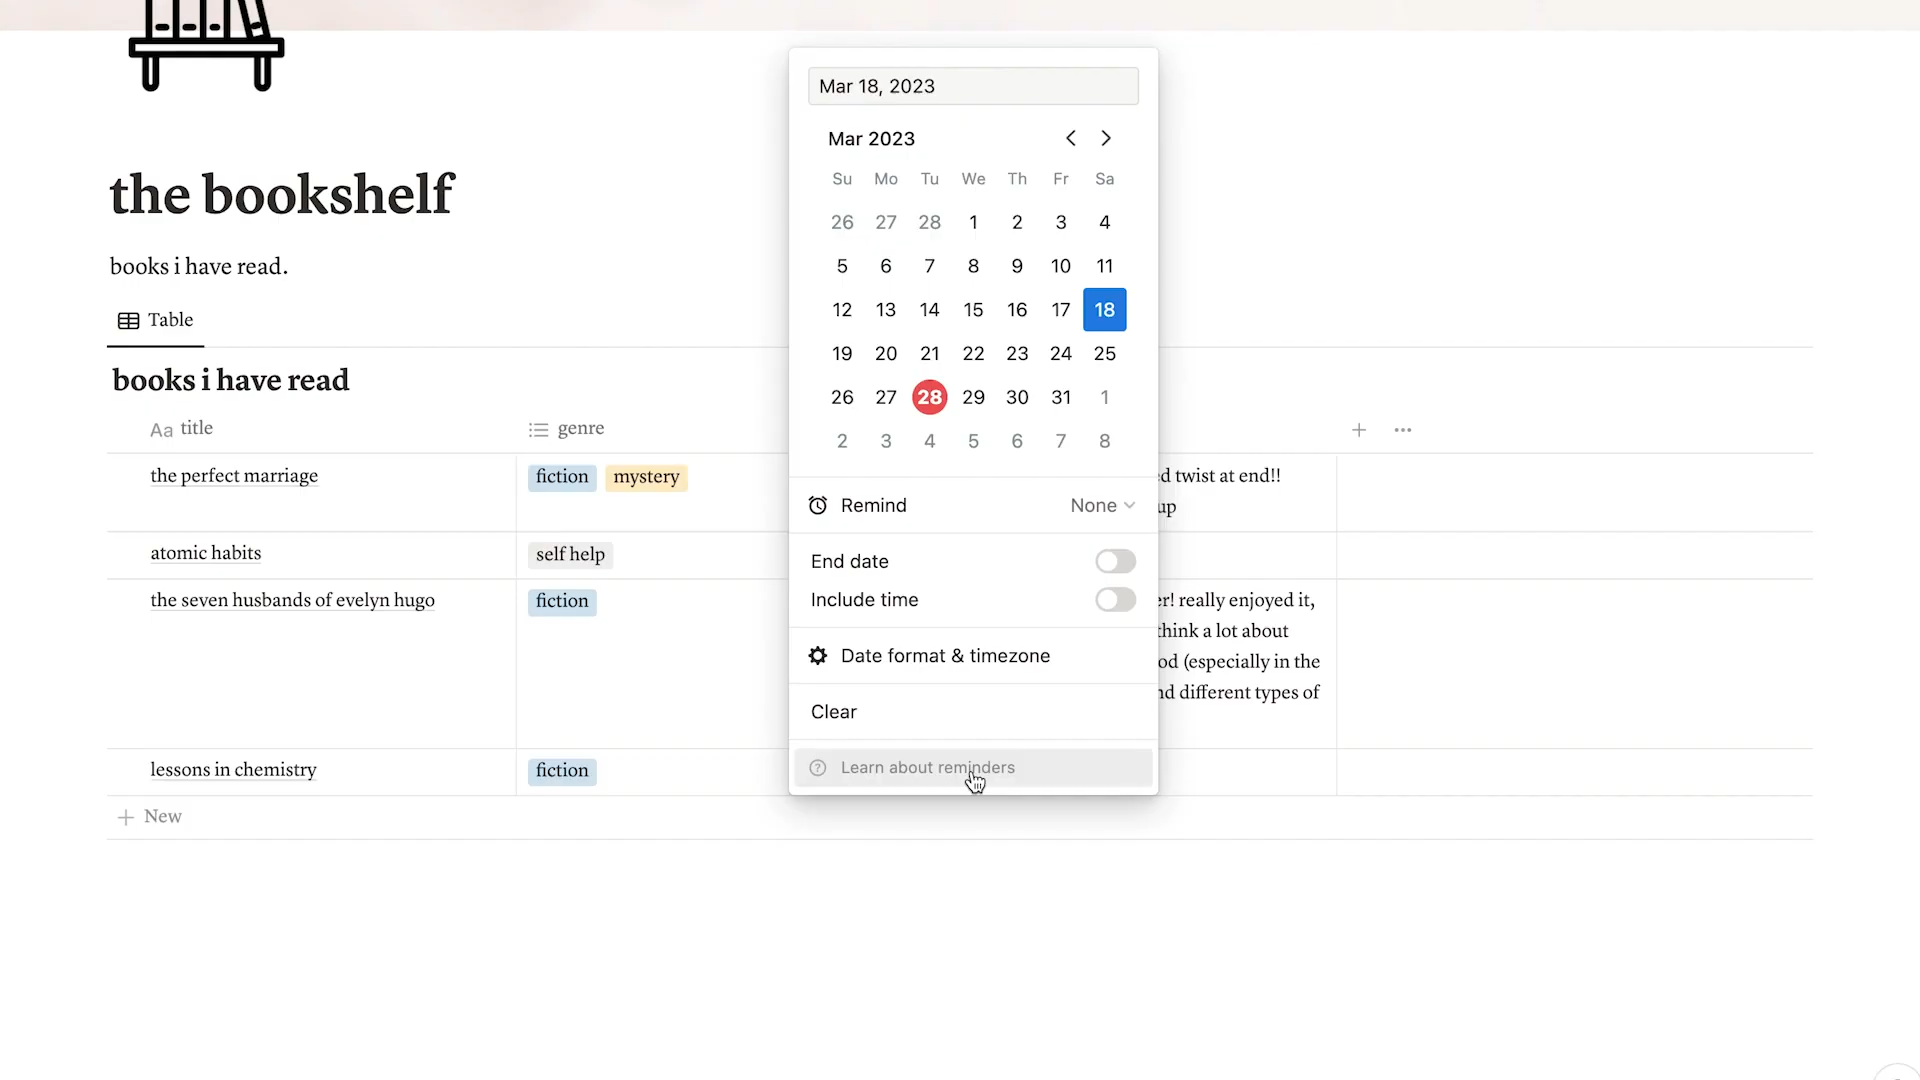 the bookshelf
books i have read.
Table
books i have read
Aa title
genre
the perfect marriage
fiction mystery
d twist at end!!
up
atomic habits
self help
the seven husbands of evelyn hugo
fiction
er! really enjoyed it,
think a lot about
od (especially in the
nd different types of
lessons in chemistry
fiction
New
Mar 18, 2023
Mar 2023
Su Mo Tu We Th Fr Sa
26 27 28 1 2 3 4
5 6 7 8 9 10 11
12 13 14 15 16 17 18
19 20 21 22 23 24 25
26 27 28 29 30 31 1
2 3 4 5 6 7 8
Remind None
End date
Include time
Date format & timezone
Clear
Learn about reminders